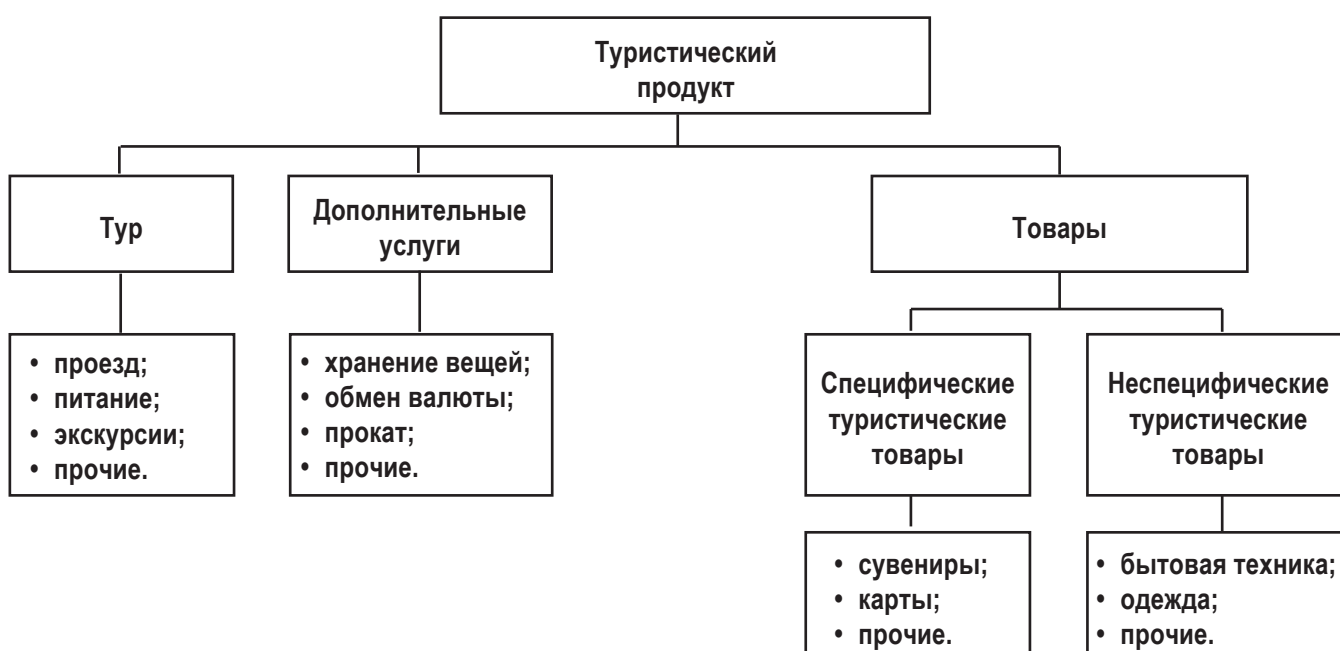 Туристический
продукт
Тур
Дополнительные
услуги
Товары
• проезд;
• питание;
• экскурсии;
• прочие.
• хранение вещей;
• обмен валюты;
• прокат;
• прочие.
Специфические
туристические
товары
Неспецифические
туристические
товары
• сувениры;
• карты;
• прочие.
• бытовая техника;
• одежда;
• прочие.